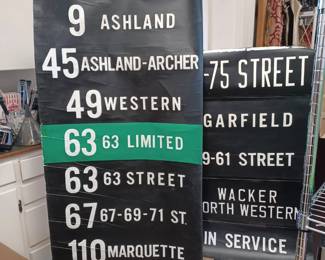 9 ASHLAND
45 ASHLAND-ARCHER
49 WESTERN
63 63 LIMITED
63 63 STREET
67 67-69-71 ST.
110 MARQUETTE
-75 STREET
GARFIELD
9-61 STREET
WACKER
ORTH WESTERN
IN SERVICE